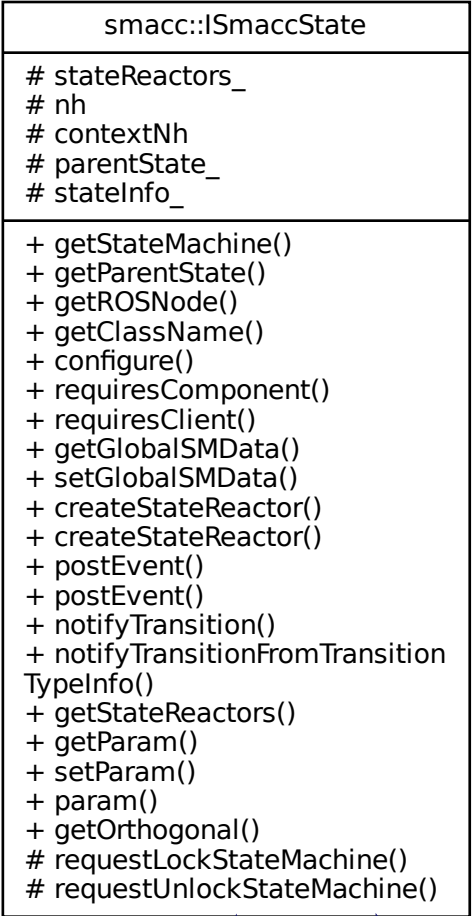 smacc::ISmaccState
# stateReactors_
# nh
# contextNh
# parentState_
# stateInfo_
+ getStateMachine()
+ getParentState()
+ getROSNode()
+ getClassName()
+ configure()
+ requiresComponent()
+ requiresClient()
+ getGlobalSMData()
+ setGlobalSMData()
+ createStateReactor()
+ createStateReactor()
+ postEvent()
+ postEvent()
+ notifyTransition()
+ notifyTransitionFromTransition
TypeInfo()
+ getStateReactors()
+ getParam()
+ setParam()
+ param()
+ getOrthogonal()
# requestLockStateMachine()
# requestUnlockStateMachine()